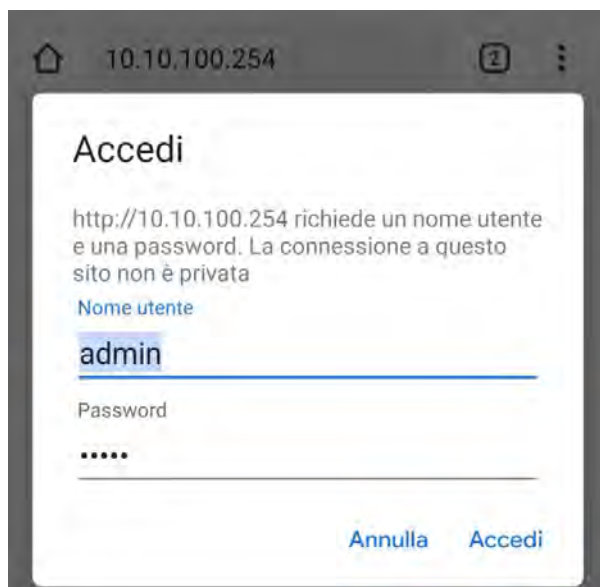 10.10.100.254
2
Accedi
http://10.10.100.254 richiede un nome utente
e una password. La connessione a questo
sito non è privata
Nome utente
admin
Password
•••••
Annulla
Accedi